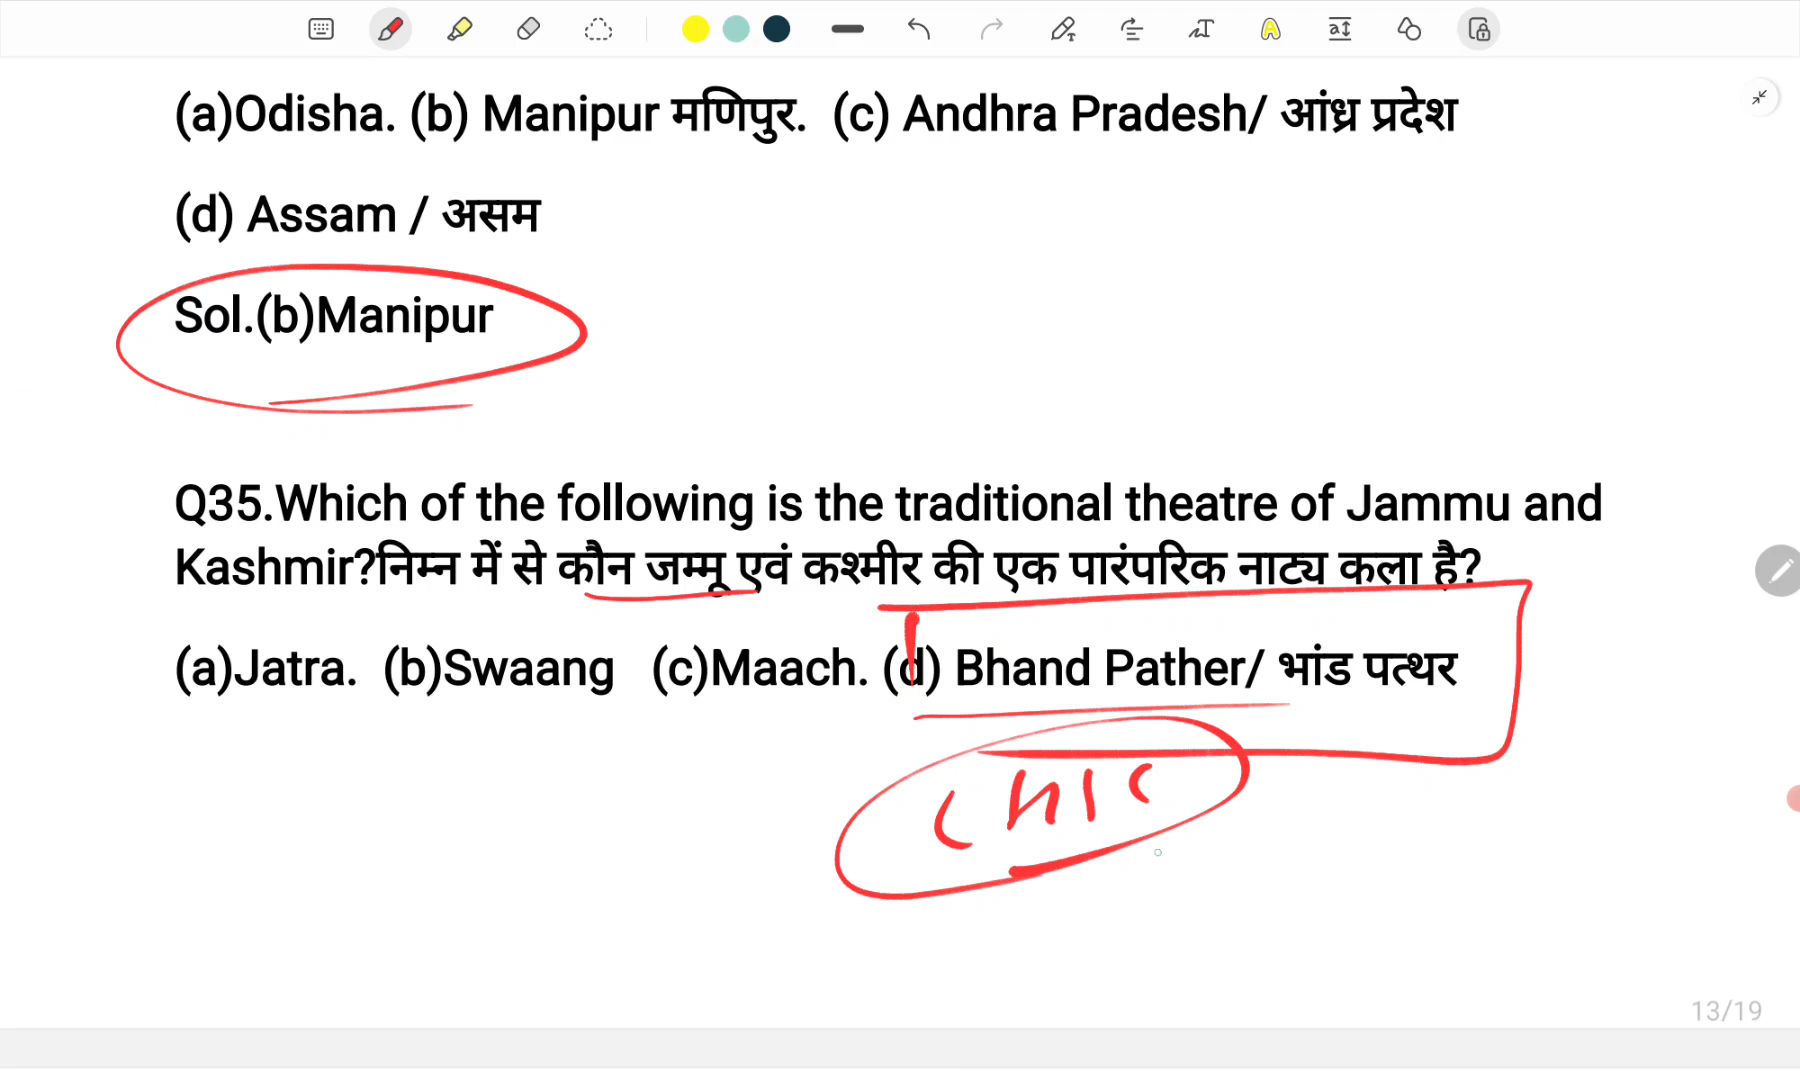 (a)Odisha. (b) Manipur मणिपुर. (c) Andhra Pradesh/ आंध्र प्रदेश
(d) Assam / असम
Sol.(b)Manipur
Q35.Which of the following is the traditional theatre of Jammu and
Kashmir?निम्न में से कौन जम्मू एवं कश्मीर की एक पारंपरिक नाट्य कला है?
(a)Jatra. (b)Swaang (c)Maach. (d) Bhand Pather/ भांड पत्थर
13/19